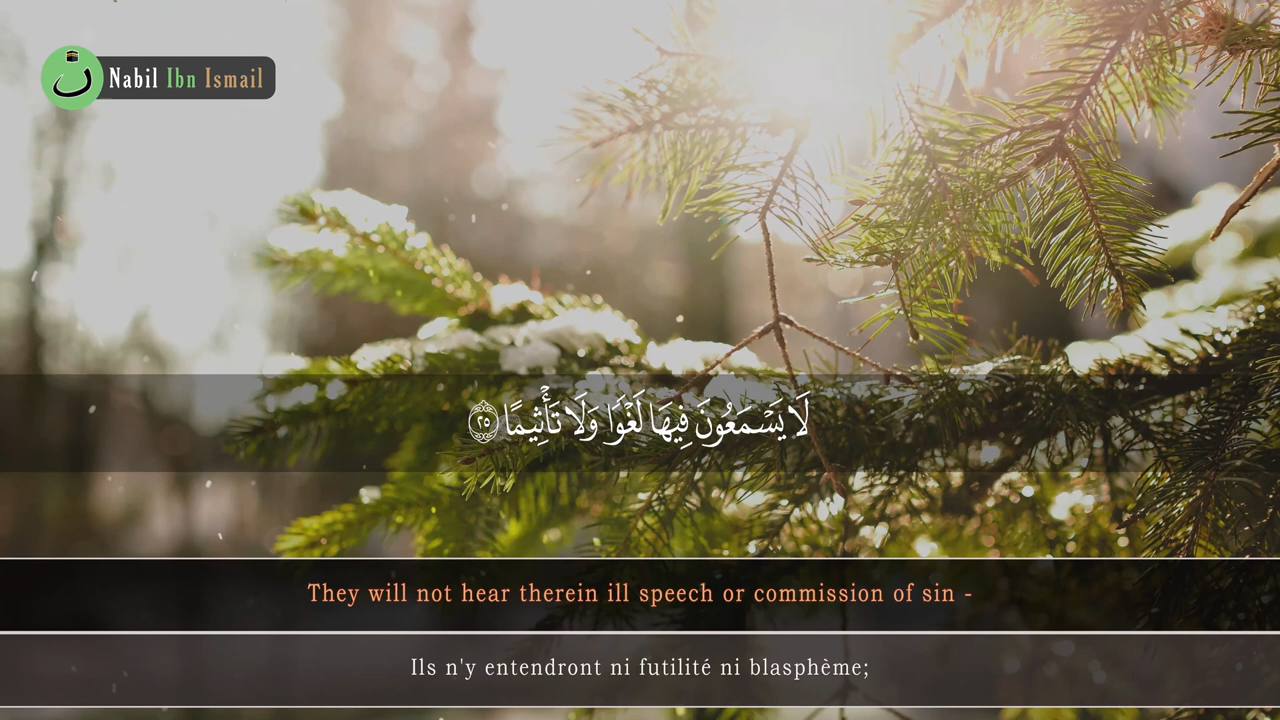 Nabil Ibn Ismail
لَا يَسْمَعُونَ فِيهَا لَغْوًا وَلَا تَأْثِيمًا ٢٥
They will not hear therein ill speech or commission of sin -
Ils n'y entendront ni futilité ni blasphème;